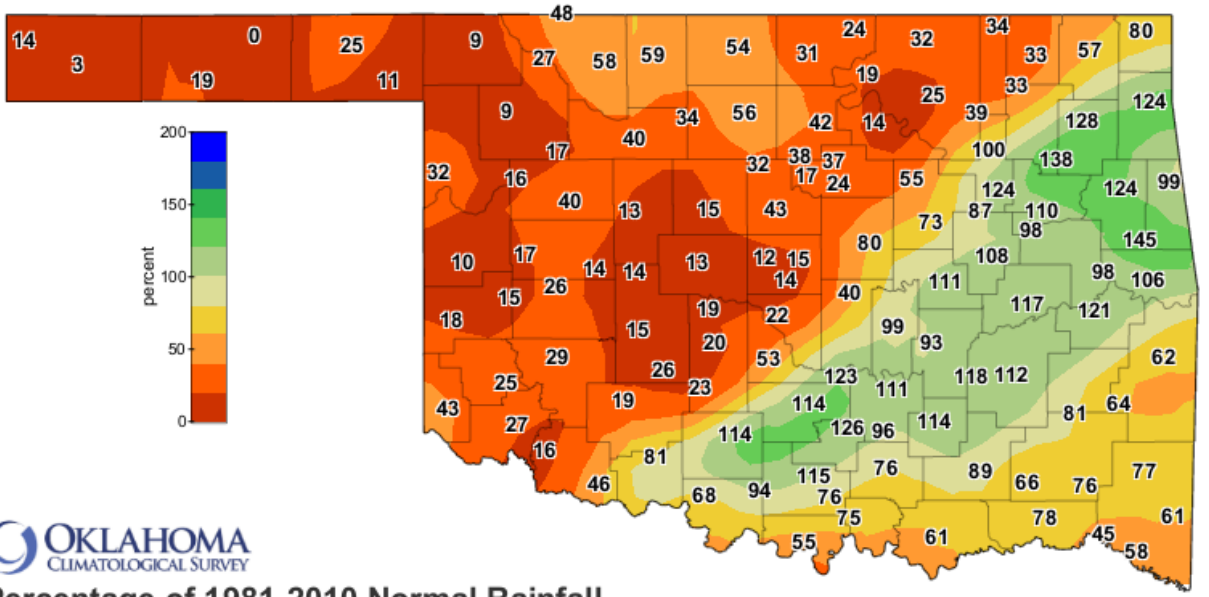 48
14 0 25 9 24 34 80
3 27 58 59 54 31 32 33 57
19 11 19 33
9 34 56 42 14 25 39 128 124
200
17 40 32 38 37 100 138
32 16 17 24 55 124 124 99
40 13 15 43 87 110
150 73 98
10 17 14 14 13 12 15 80 108 145
percent
100 14 111 98 106
15 26 40
18 19 22 99 117 121
50 15 20 93
29 26 53 62
25 23 123 111 118 112
0 43 19 114 81 64
27 114 126 96 114
16 81
46 68 94 115 76 89 66 76 77
76
75 78 61
OKLAHOMA
CLIMATOLOGICAL SURVEY
55 61 45 58
Percentage of 1981-2010 Normal Rainfall